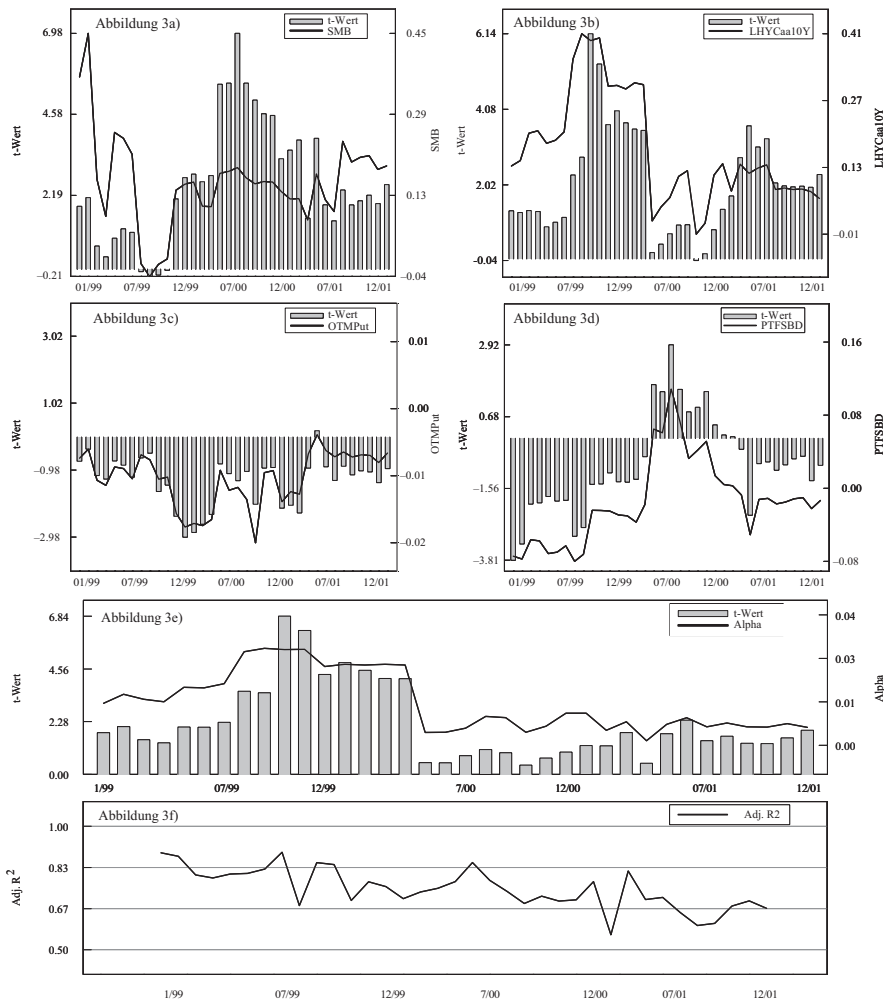 Abbildung 3a)
t-Wert
SMB
6.98
4.58
2.19
−0.21
t-Wert
0.45
0.29
0.13
−0.04
SMB
01/99 07/99 12/99 07/00 12/00 07/01 12/01
Abbildung 3b)
t-Wert
LHYCaa10Y
6.14
4.08
2.02
-0.04
t-Wert
0.41
0.27
0.13
−0.01
LHYCaa10Y
01/99 07/99 12/99 07/00 12/00 07/01 12/01
Abbildung 3c)
t-Wert
OTMPut
3.02
1.02
−0.98
−2.98
t-Wert
0.01
0.00
−0.01
−0.02
OTMPut
01/99 07/99 12/99 07/00 12/00 07/01 12/01
Abbildung 3d)
t-Wert
PTFSBD
2.92
0.68
−1.56
−3.81
t-Wert
0.16
0.08
0.00
−0.08
PTFSBD
01/99 07/99 12/99 07/00 12/00 07/01 12/01
Abbildung 3e)
t-Wert
Alpha
6.84
4.56
2.28
0.00
t-Wert
0.04
0.03
0.01
0.00
Alpha
1/99 07/99 12/99 7/00 12/00 07/01 12/01
Abbildung 3f)
Adj. R2
1.00
0.83
0.67
0.50
Adj. R2
1/99 07/99 12/99 7/00 12/00 07/01 12/01